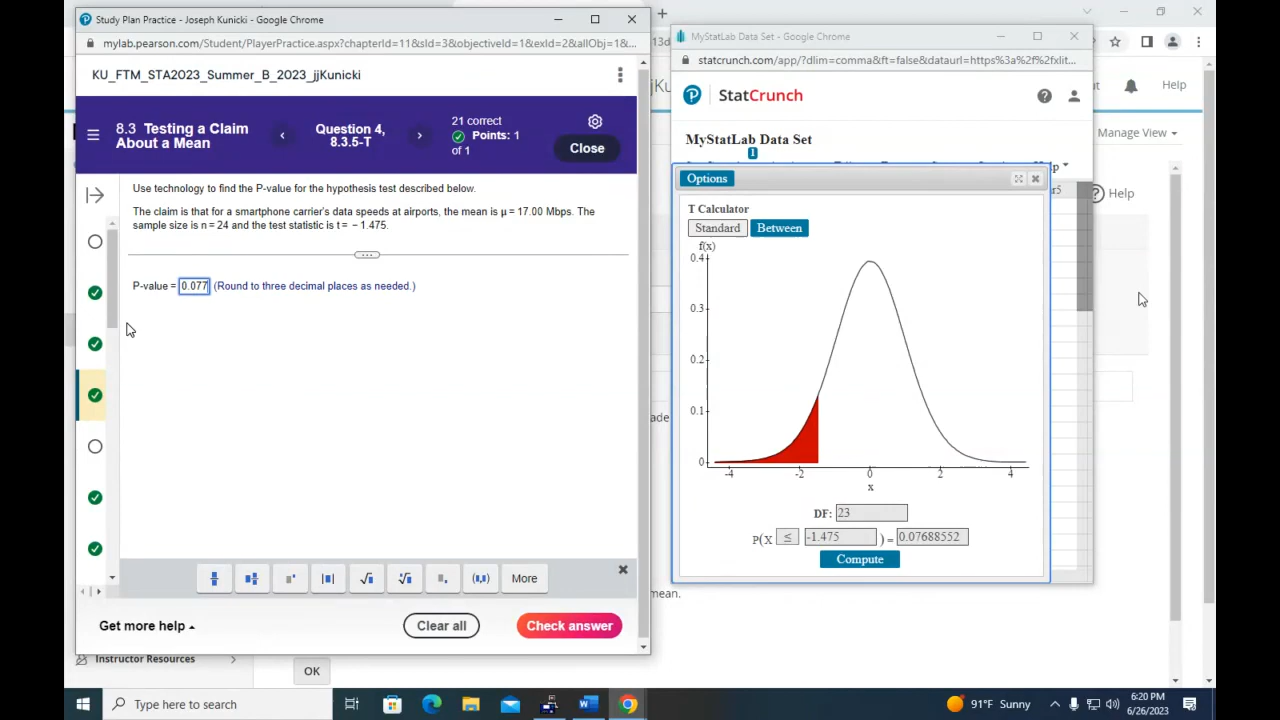 Study Plan Practice - Joseph Kunicki - Google Chrome
mylab.pearson.com/Student/PlayerPractice.aspx?chapterId=11&sId=3&objectiveId=1&exId=2&allObj=1&...
KU_FTM_STA2023_Summer_B_2023_jjKunicki
8.3 Testing a Claim About a Mean
Question 4, 8.3.5-T
21 correct
Points: 1 of 1
Close
Use technology to find the P-value for the hypothesis test described below.
The claim is that for a smartphone carrier's data speeds at airports, the mean is μ = 17.00 Mbps. The
sample size is n = 24 and the test statistic is t = − 1.475.
P-value = 0.077 (Round to three decimal places as needed.)
More
Get more help
Clear all
Check answer
Instructor Resources
OK
MyStatLab Data Set - Google Chrome
statcrunch.com/app/?dlim=comma&ft=false&dataurl=https%3a%2f%2fxlit...
P StatCrunch
MyStatLab Data Set
1
Options
T Calculator
Standard Between
f(x)
0.4
0.3
0.2
0.1
0
-4 -2 0 2 4
x
DF: 23
P(X ≤ -1.475 ) = 0.07688552
Compute
Help
Manage View
Help
mean.
Type here to search
91°F Sunny
6:20 PM
6/26/2023